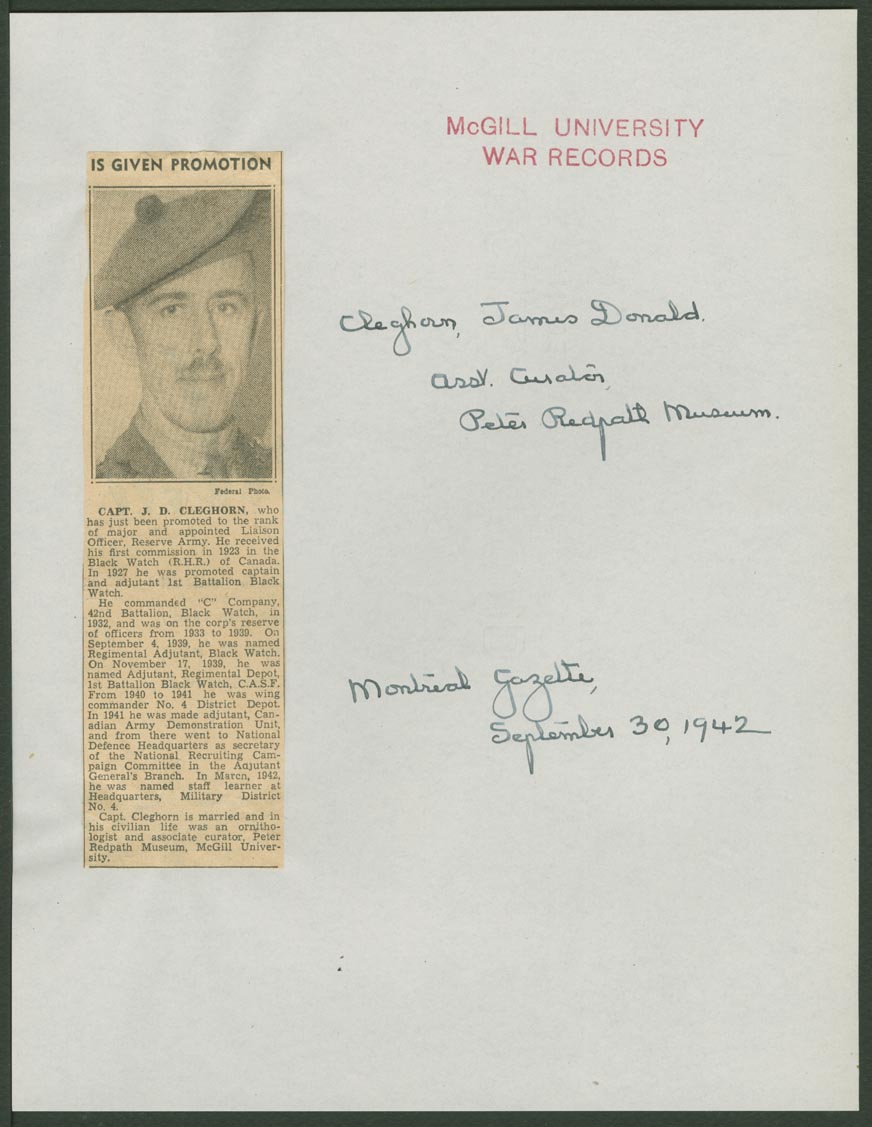 McGILL UNIVERSITY
WAR RECORDS
IS GIVEN PROMOTION
Federal Photo.
CAPT. J. D. CLEGHORN, who
has just been promoted to the rank
of major and appointed Liaison
Officer, Reserve Army. He received
his first commission in 1923 in the
Black Watch (R.H.R.) of Canada.
In 1927 he was promoted captain
and adjutant 1st Battalion Black
Watch.
He commanded "C" Company,
42nd Battalion, Black Watch, in
1932, and was on the corp's reserve
of officers from 1933 to 1939. On
September 4, 1939, he was named
Regimental Adjutant, Black Watch.
On November 17, 1939, he was
named Adjutant, Regimental Depot,
1st Battalion Black Watch, C.A.S.F.
From 1940 to 1941 he was wing
commander No. 4 District Depot.
In 1941 he was made adjutant, Can-
adian Army Demonstration Unit,
and from there went to National
Defence Headquarters as secretary
of the National Recruiting Cam-
paign Committee in the Aajutant
General's Branch. In Marcn, 1942,
he was named staff learner at
Headquarters, Military District
No. 4.
Capt. Cleghorn is married and in
his civilian life was an ornitho-
logist and associate curator, Peter
Redpath Museum, McGill Univer-
sity.
Cleghorn, James Donald.
Asst. Curator,
Peter Redpath Museum.
Montreal Gazette,
September 30, 1942